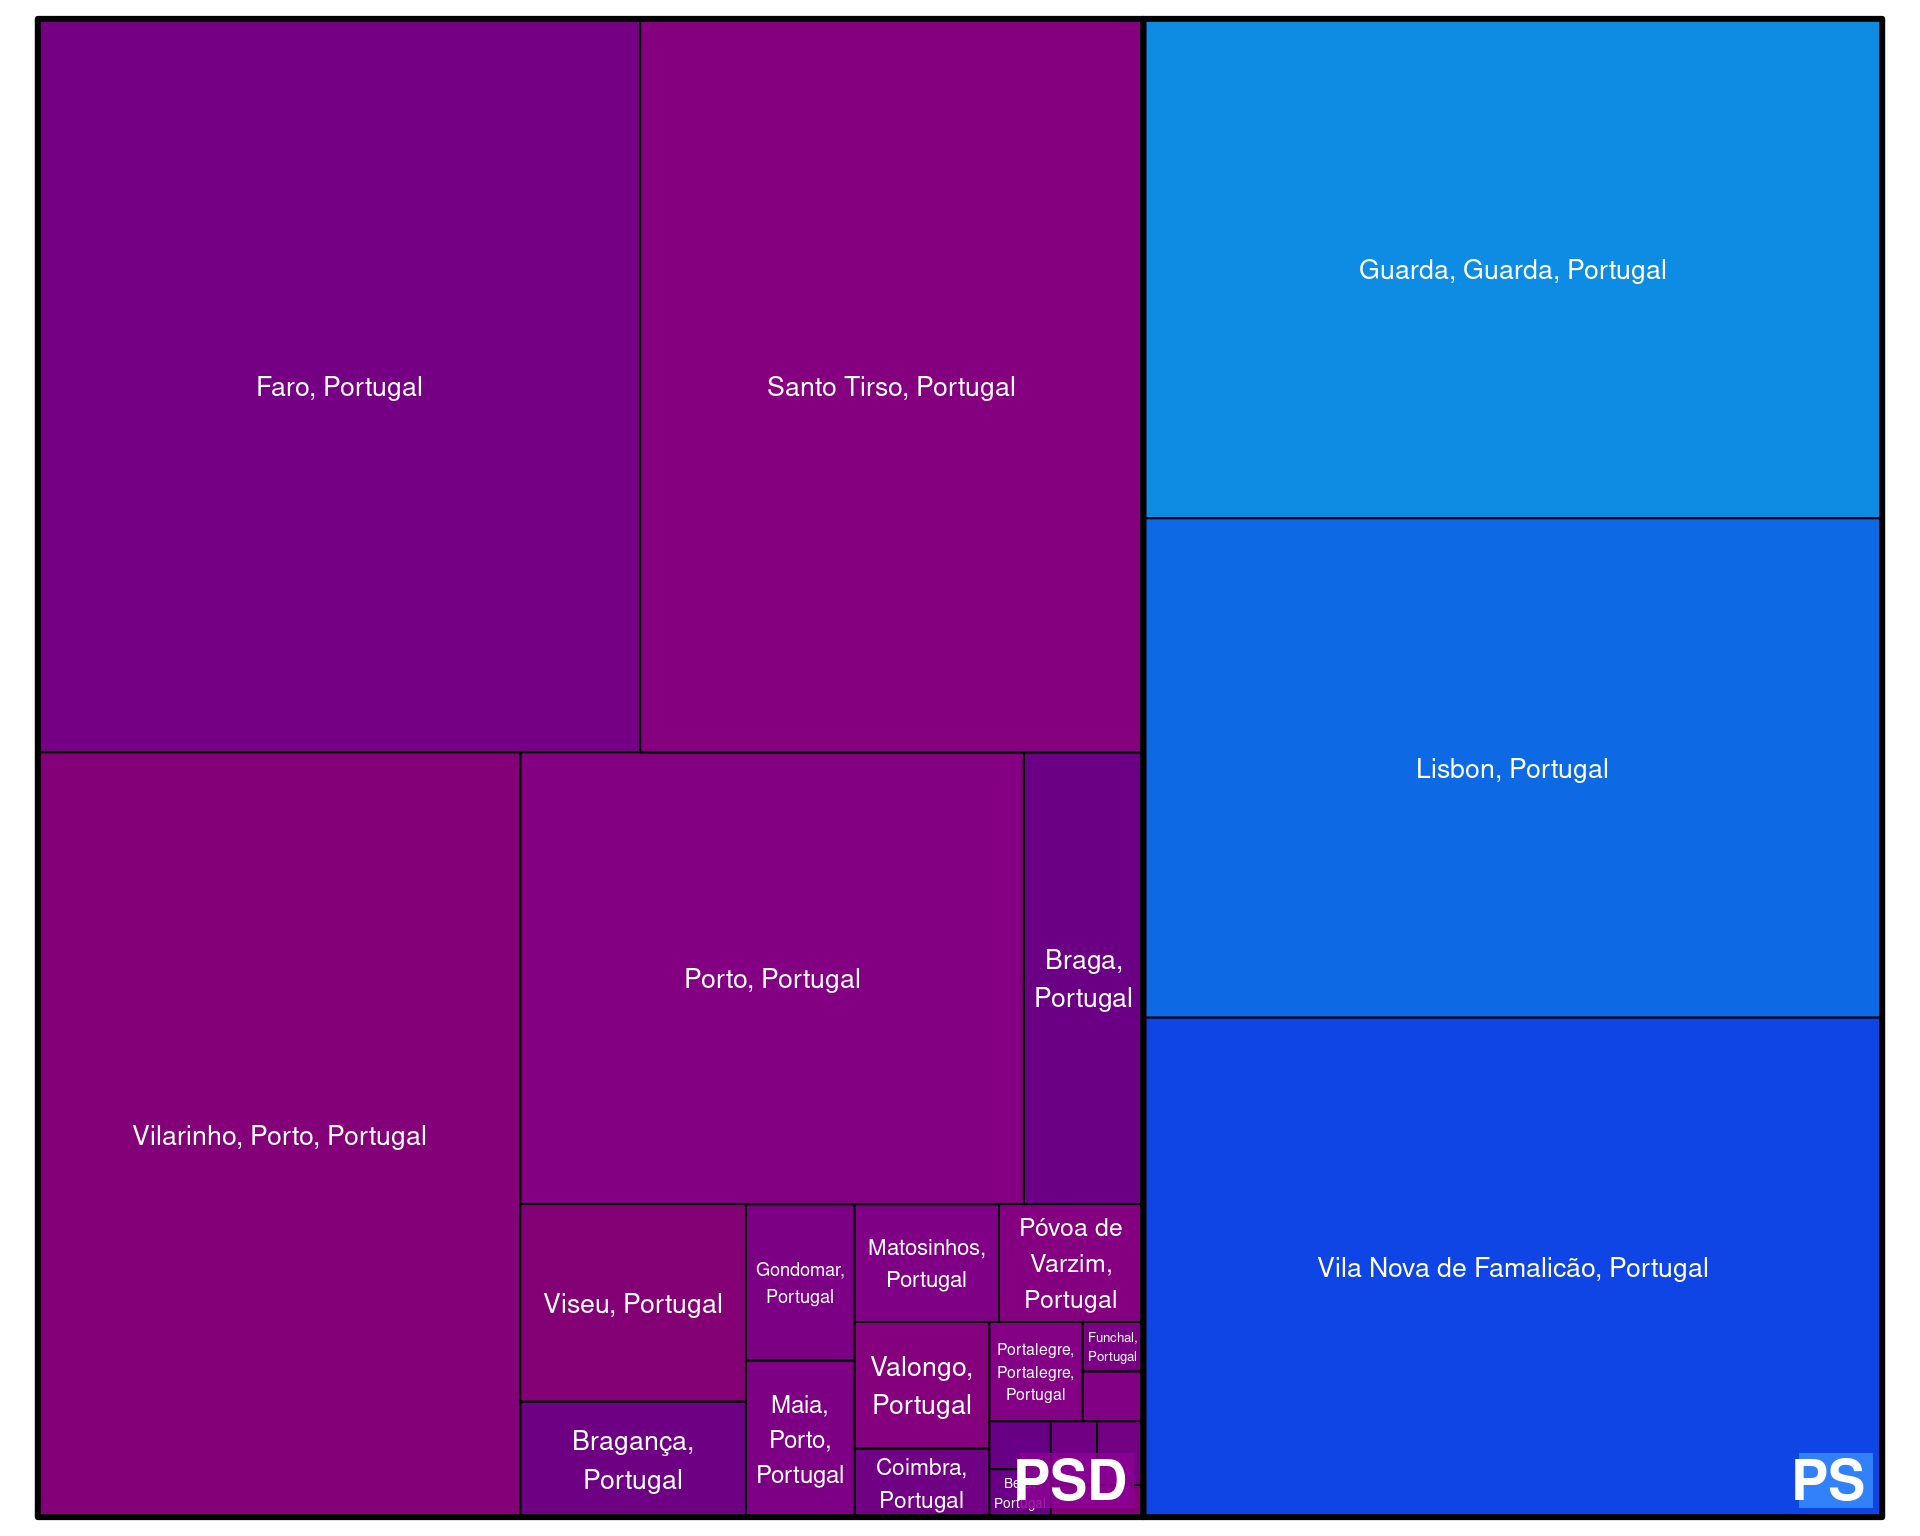 Faro, Portugal
Santo Tirso, Portugal
Guarda, Guarda, Portugal
Lisbon, Portugal
Vilarinho, Porto, Portugal
Porto, Portugal
Braga,
Portugal
Vila Nova de Famalicão, Portugal
Viseu, Portugal
Gondomar,
Portugal
Matosinhos,
Portugal
Póvoa de
Varzim,
Portugal
Bragança,
Portugal
Maia,
Porto,
Portugal
Valongo,
Portugal
Portalegre,
Portalegre,
Portugal
Funchal,
Portugal
Coimbra,
Portugal
Portugal
PSD
PS